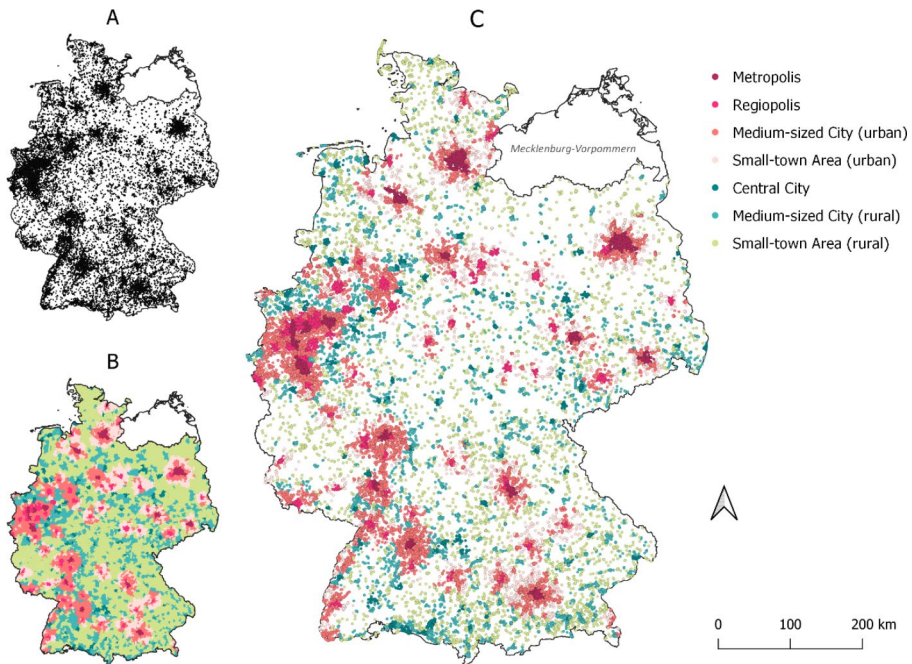 A
B
C
Mecklenburg-Vorpommern
Metropolis
Regiopolis
Medium-sized City (urban)
Small-town Area (urban)
Central City
Medium-sized City (rural)
Small-town Area (rural)
0 100 200 km